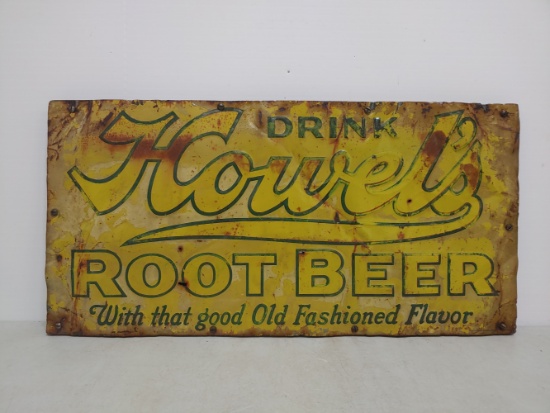 DRINK
Howel's
ROOT BEER
With that good Old Fashioned Flavor